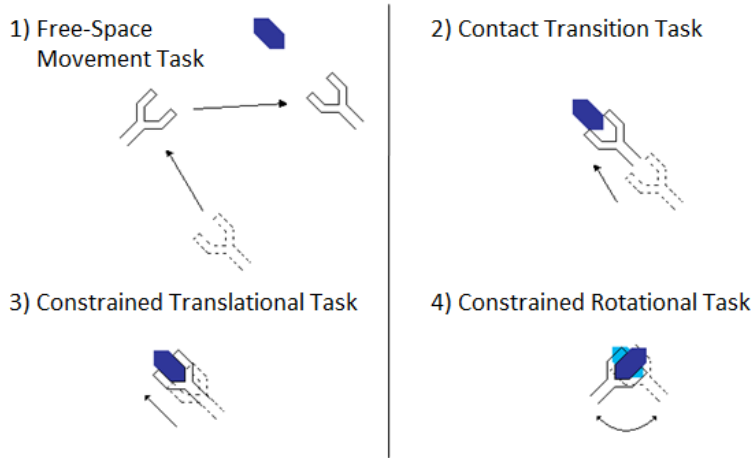 1) Free-Space
Movement Task
2) Contact Transition Task
3) Constrained Translational Task
4) Constrained Rotational Task